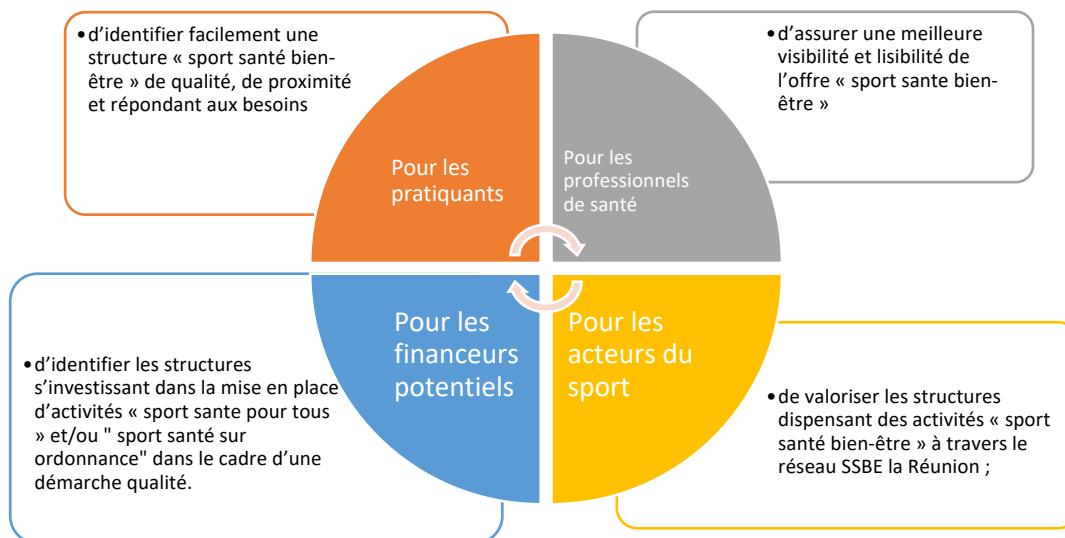 •d’identifier facilement une
structure « sport santé bien-
être » de qualité, de proximité
et répondant aux besoins
Pour les
pratiquants
•d’assurer une meilleure
visibilité et lisibilité de
l’offre « sport sante bien-
être »
Pour les
professionnels
de santé
•d’identifier les structures
s’investissant dans la mise en place
d’activités « sport sante pour tous
» et/ou " sport santé sur
ordonnance" dans le cadre d’une
démarche qualité.
Pour les
financeurs
potentiels
Pour les
acteurs du
sport
•de valoriser les structures
dispensant des activités « sport
santé bien-être » à travers le
réseau SSBE la Réunion ;